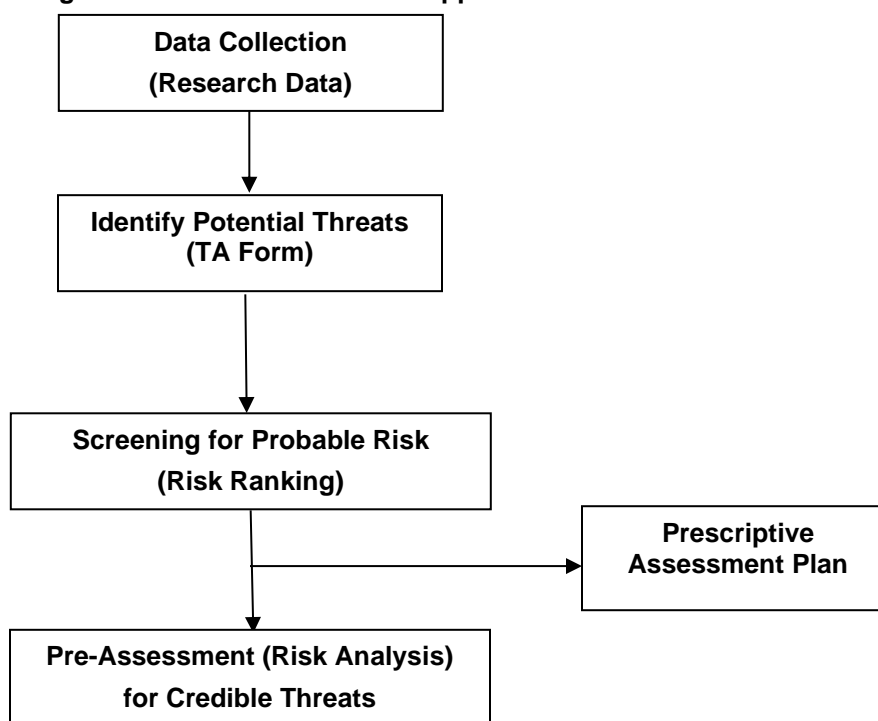 Data Collection
(Research Data)
Identify Potential Threats
(TA Form)
Screening for Probable Risk
(Risk Ranking)
Prescriptive
Assessment Plan
Pre-Assessment (Risk Analysis)
for Credible Threats